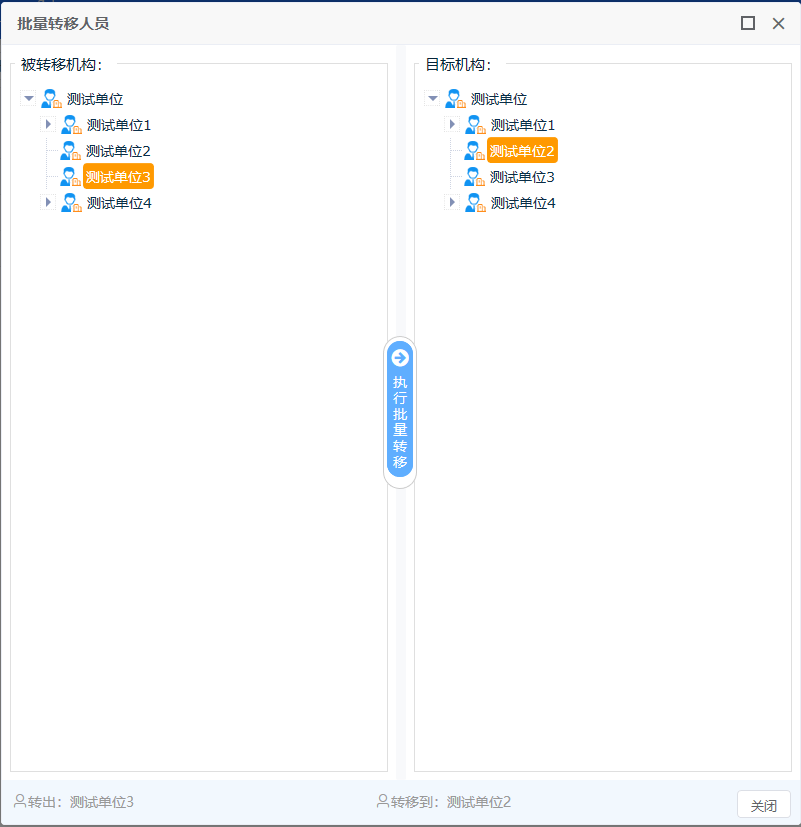 批量转移人员
被转移机构：
测试单位
测试单位1
测试单位2
测试单位3
测试单位4
目标机构：
测试单位
测试单位1
测试单位2
测试单位3
测试单位4
执行批量转移
转出：测试单位3
转移到：测试单位2
关闭